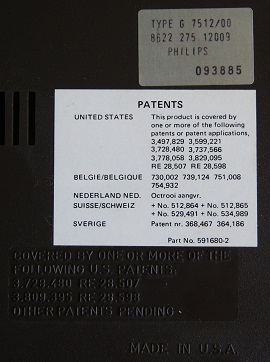 TYPE G 7512/00
8622 275 12009
PHILIPS
093885
PATENTS
UNITED STATES This product is covered by
one or more of the following
patents or patent applications,
3,497,829 3,599,221
3,728,480 3,737,566
3,778,058 3,829,095
RE 28,507 RE 28,598
BELGIE/BELGIQUE 730,002 739,124 751,008
754,932
NEDERLAND NED. Octrooi aangvr.
SUISSE/SCHWEIZ + No. 512,864 + No. 512,865
+ No. 529,491 + No. 534,989
SVERIGE Patent nr. 368,467 364,186
Part No. 591680-2
COVERED BY ONE OR MORE OF THE
FOLLOWING U.S. PATENTS:
3,728,480 RE 28,507
3,809,395 RE 29,598
OTHER PATENTS PENDING
MADE IN U.S.A.